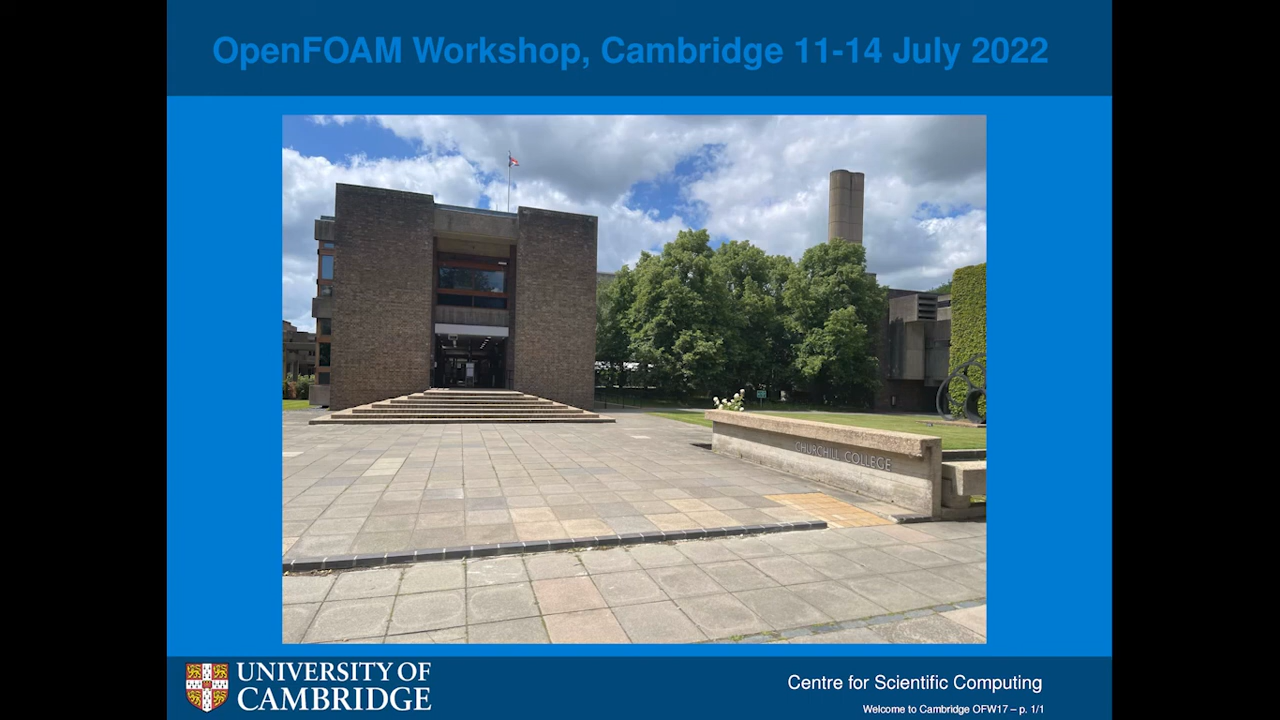 OpenFOAM Workshop, Cambridge 11-14 July 2022
CHURCHILL COLLEGE
UNIVERSITY OF
CAMBRIDGE
Centre for Scientific Computing
Welcome to Cambridge OFW17 – p. 1/1